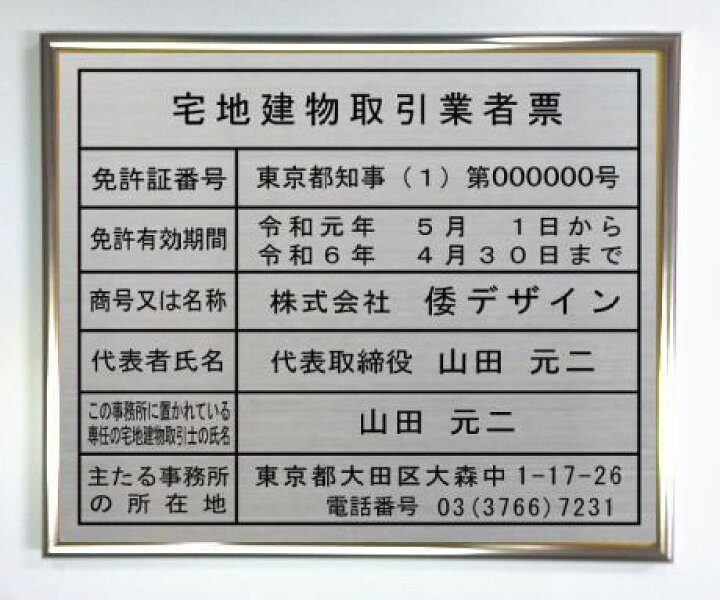 宅地建物取引業者票
免許証番号 東京都知事（1）第000000号
免許有効期間
令和元年 5月 1日から
令和6年 4月30日まで
商号又は名称 株式会社 倭デザイン
代表者氏名 代表取締役 山田 元二
この事務所に置かれている
専任の宅地建物取引士の氏名
山田 元二
主たる事務所
の所在地
東京都大田区大森中1-17-26
電話番号 03(3766)7231